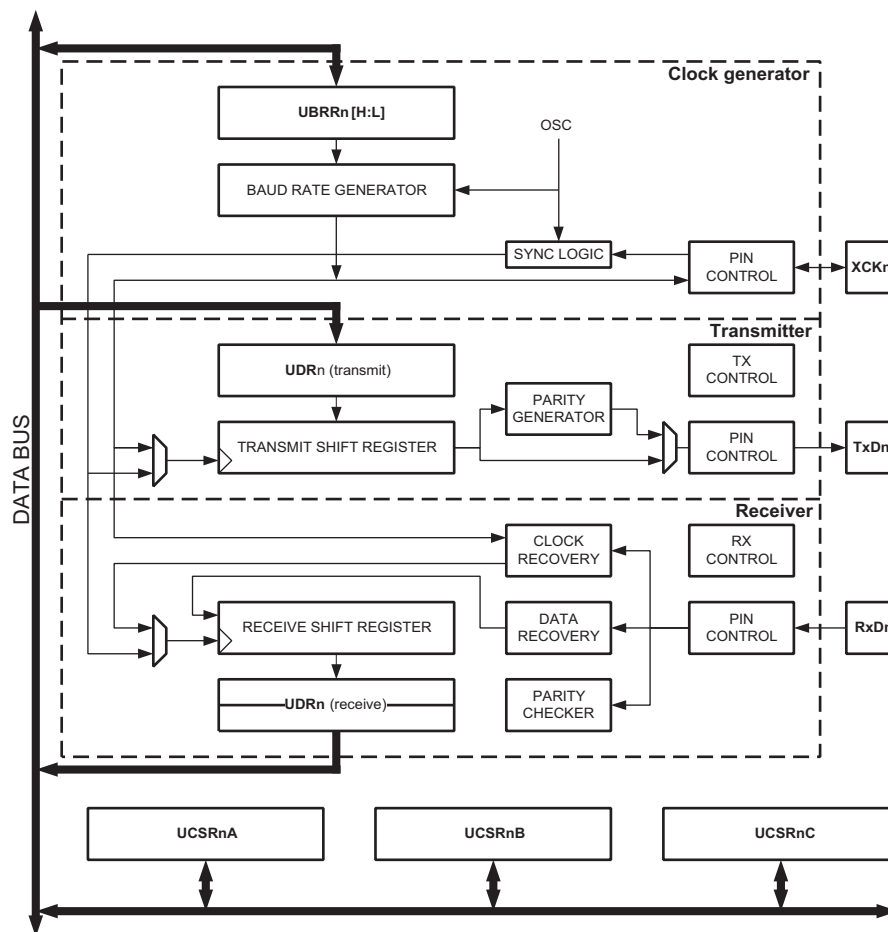 Clock generator
UBRRn [H:L]
OSC
BAUD RATE GENERATOR
SYNC LOGIC
PIN
CONTROL
XCKn
Transmitter
UDRn (transmit)
TX
CONTROL
PARITY
GENERATOR
TRANSMIT SHIFT REGISTER
PIN
CONTROL
TxDn
DATA BUS
Receiver
CLOCK
RECOVERY
RX
CONTROL
RECEIVE SHIFT REGISTER
DATA
RECOVERY
PIN
CONTROL
RxDn
UDRn (receive)
PARITY
CHECKER
UCSRnA
UCSRnB
UCSRnC